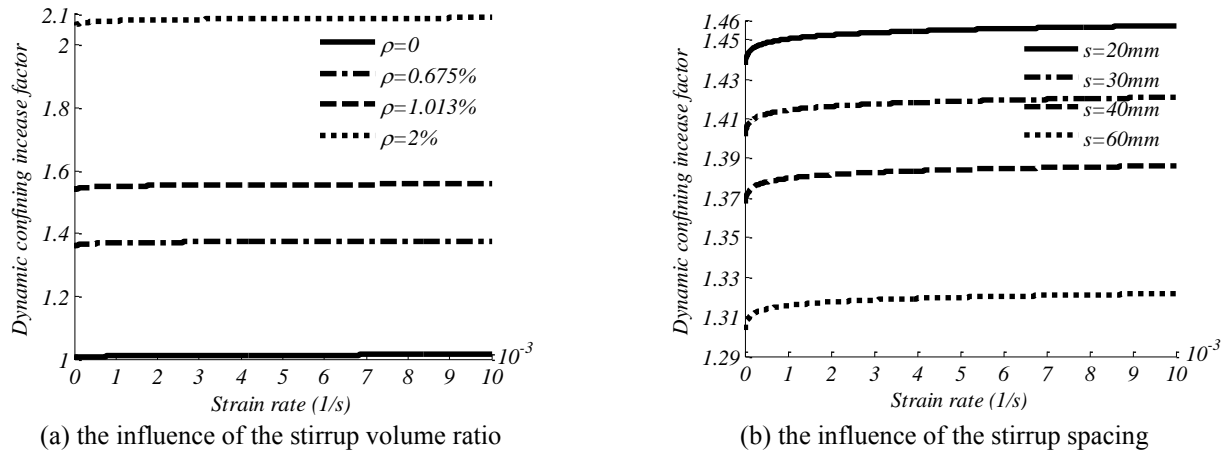 Dynamic confining incease factor
2.1
2
1.8
1.6
1.4
1.2
1
ρ=0
ρ=0.675%
ρ=1.013%
ρ=2%
0 1 2 3 4 5 6 7 8 9 10
10-3
Strain rate (1/s)
(a) the influence of the stirrup volume ratio
Dynamic confining increase factor
1.46
1.45
1.43
1.41
1.39
1.37
1.35
1.33
1.31
1.29
s=20mm
s=30mm
s=40mm
s=60mm
0 1 2 3 4 5 6 7 8 9 10
10-3
Strain rate (1/s)
(b) the influence of the stirrup spacing